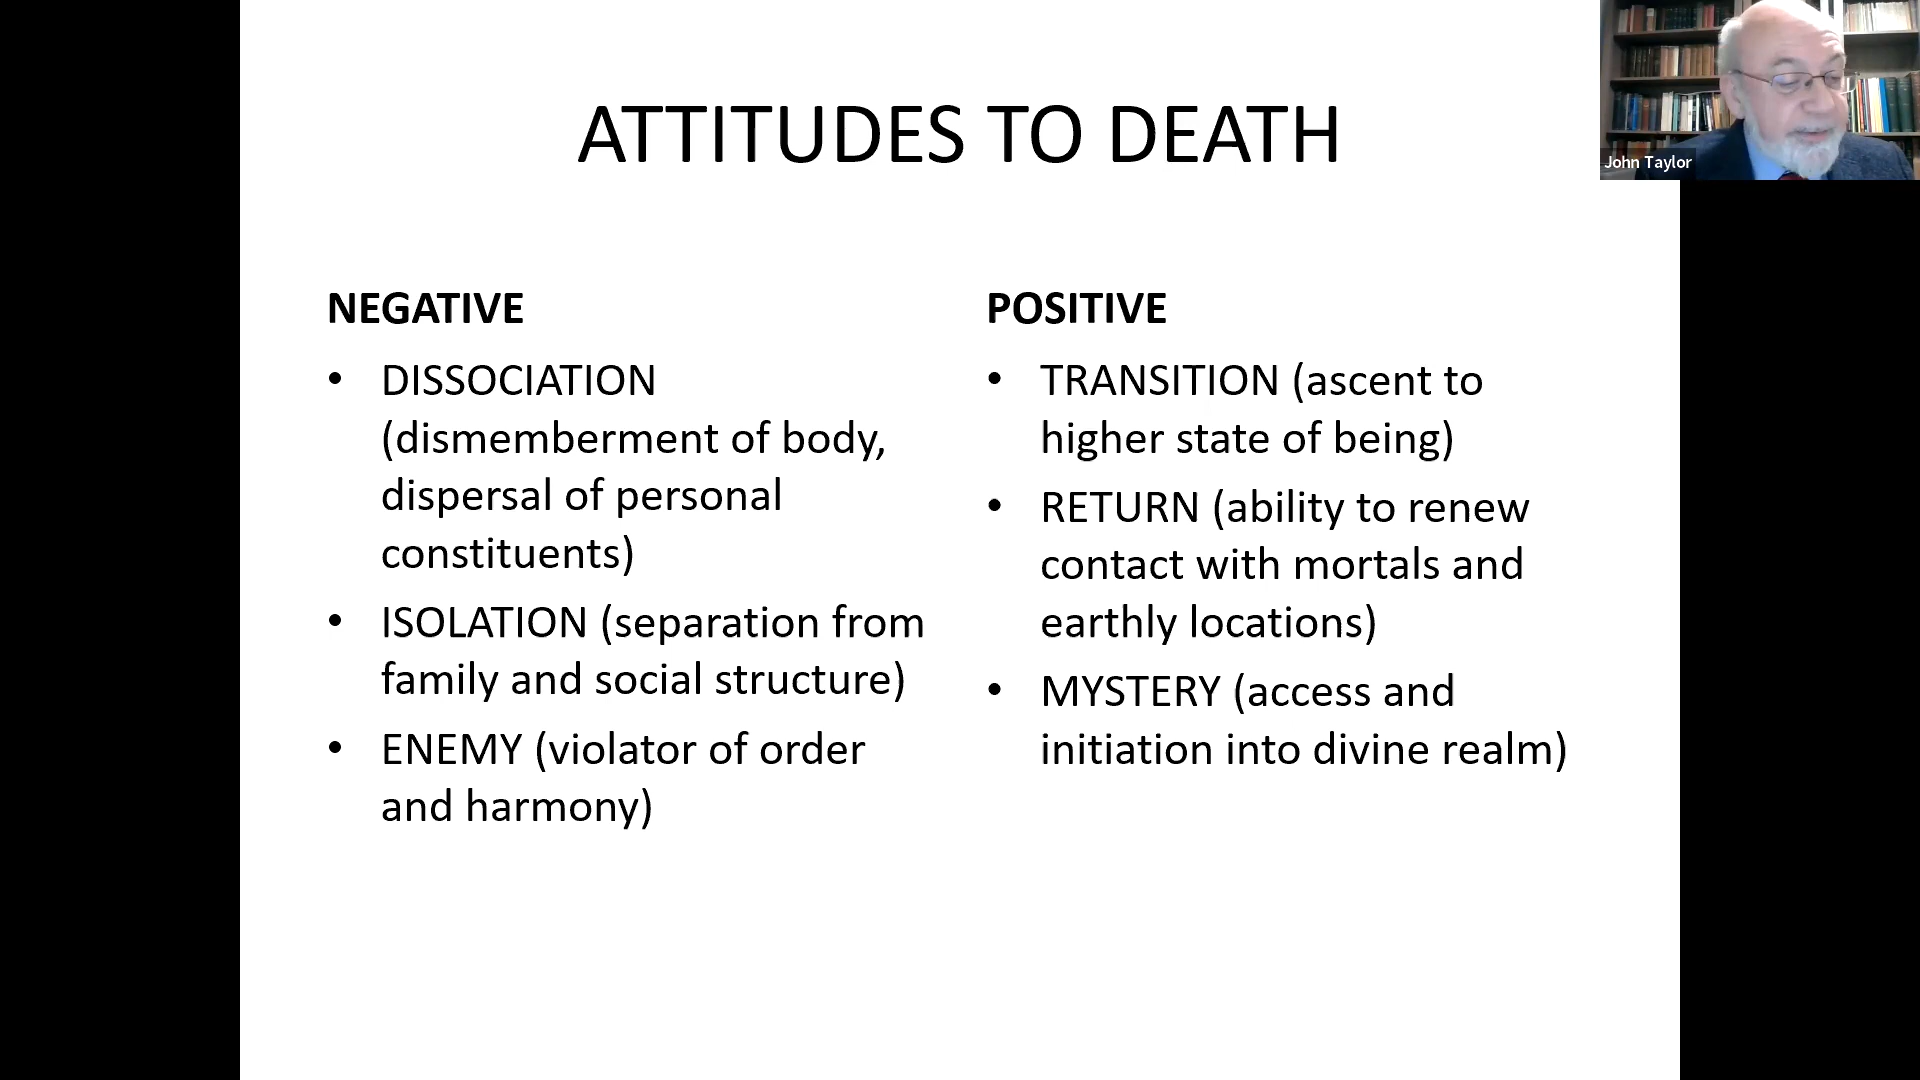 ATTITUDES TO DEATH
John Taylor
NEGATIVE
• DISSOCIATION
(dismemberment of body,
dispersal of personal
constituents)
• ISOLATION (separation from
family and social structure)
• ENEMY (violator of order
and harmony)
POSITIVE
• TRANSITION (ascent to
higher state of being)
• RETURN (ability to renew
contact with mortals and
earthly locations)
• MYSTERY (access and
initiation into divine realm)